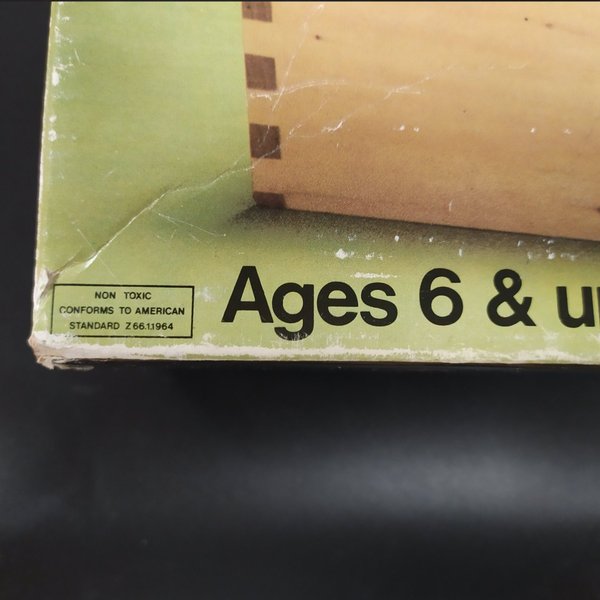 NON TOXIC
CONFORMS TO AMERICAN
STANDARD Z66.1.1964
Ages 6 & u